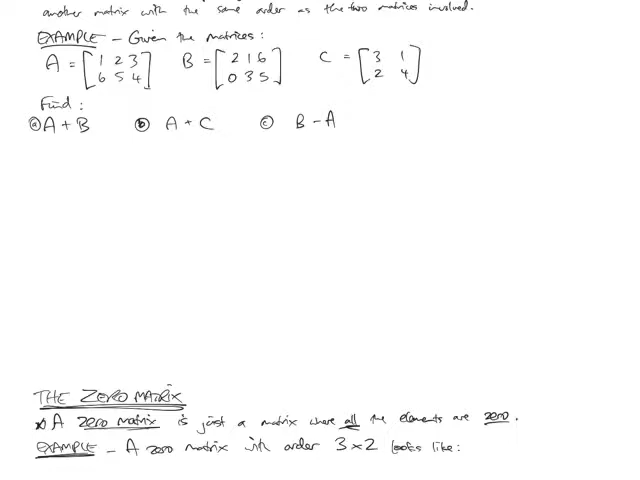 another matrix with the same order as the two matrices involved.
EXAMPLE - Given the matrices:
A = [1 2 3
6 5 4] B = [2 1 6
0 3 5] C = [3 1
2 4]
Find:
(a) A + B (b) A + C (c) B - A
THE ZERO MATRIX
A zero matrix is just a matrix where all the elements are zero.
EXAMPLE - A zero matrix with order 3 × 2 looks like: